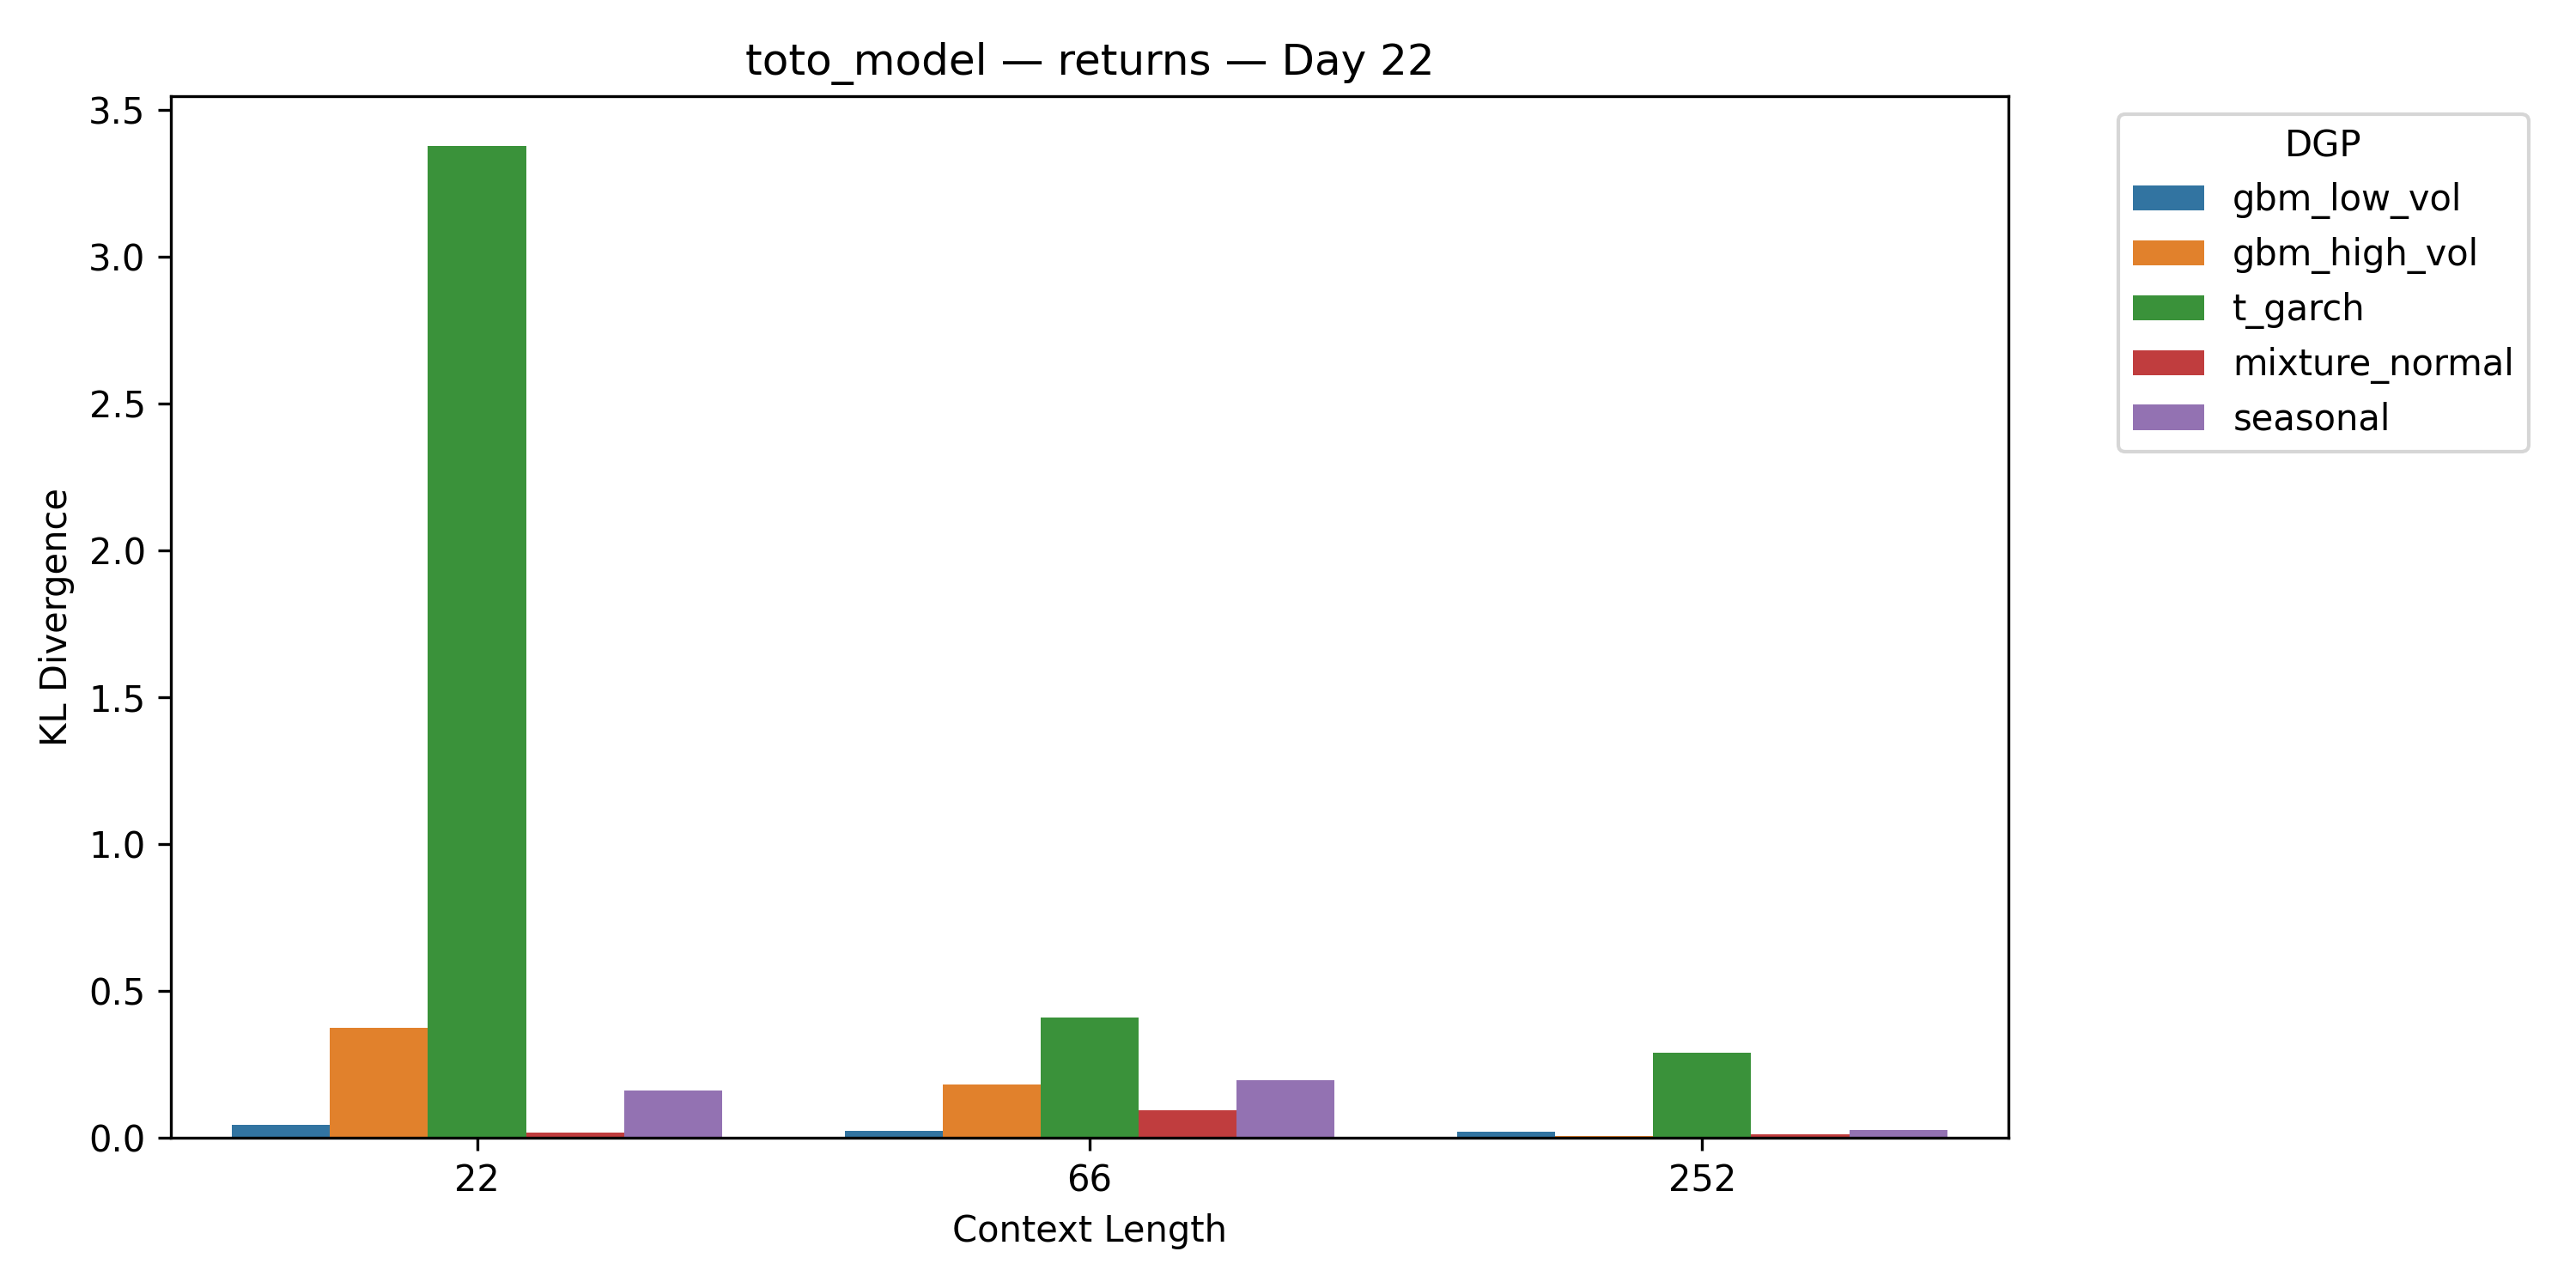 toto_model — returns — Day 22
3.5
3.0
2.5
2.0
1.5
1.0
0.5
0.0
KL Divergence
22
66
252
Context Length
DGP
gbm_low_vol
gbm_high_vol
t_garch
mixture_normal
seasonal